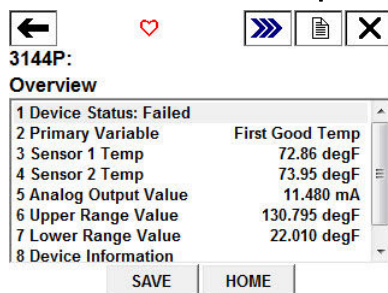 3144P:
Overview
1 Device Status: Failed
2 Primary Variable First Good Temp
3 Sensor 1 Temp 72.86 degF
4 Sensor 2 Temp 73.95 degF
5 Analog Output Value 11.480 mA
6 Upper Range Value 130.795 degF
7 Lower Range Value 22.010 degF
8 Device Information
SAVE HOME